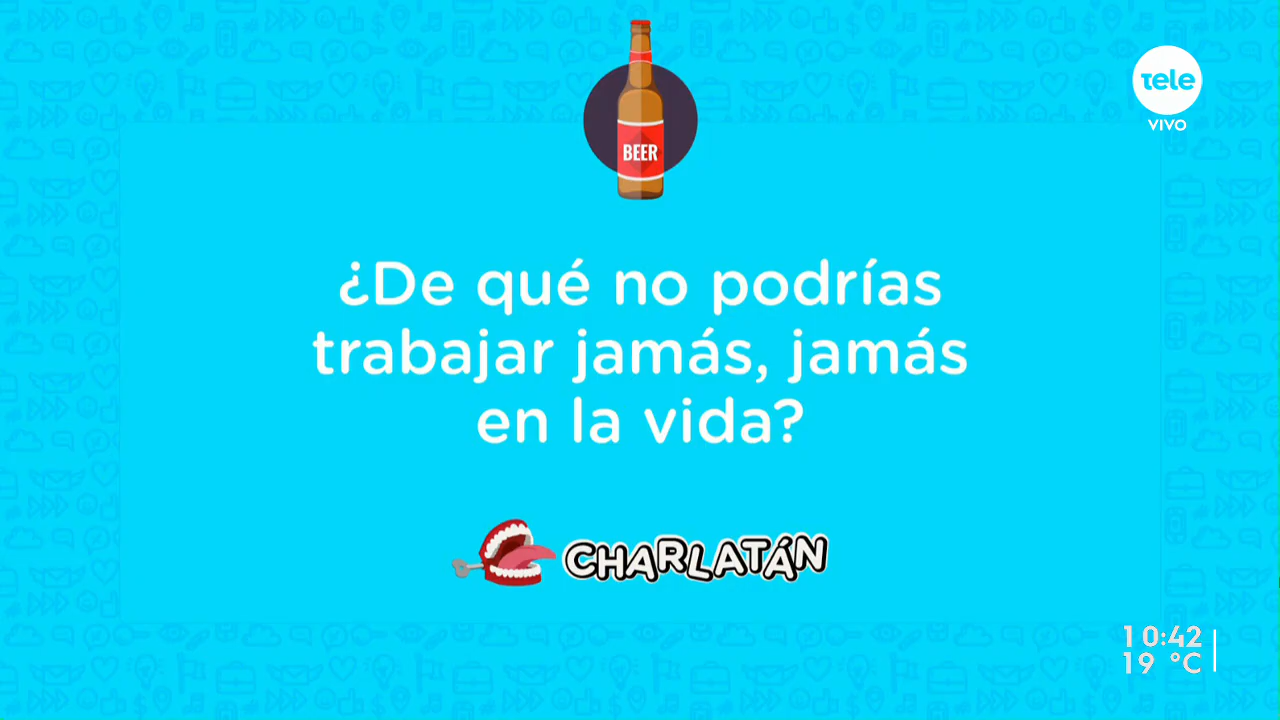 tele
VIVO
BEER
¿De qué no podrías
trabajar jamás, jamás
en la vida?
CHARLATÁN
10:42
19 °C